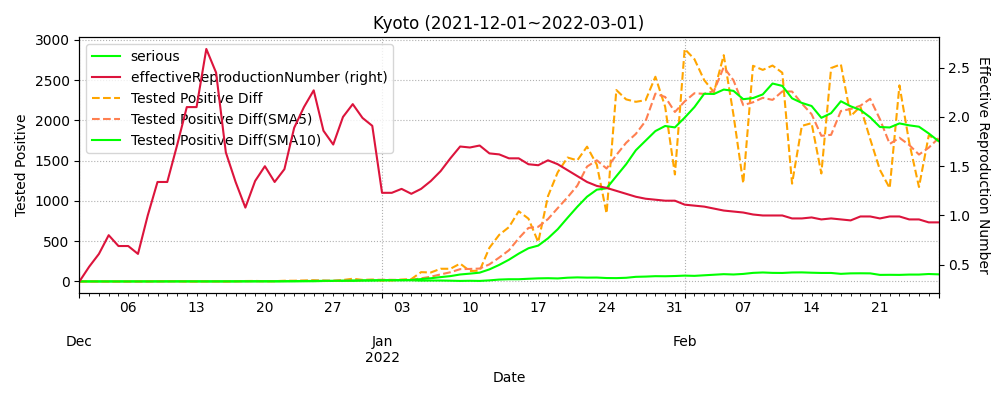 Kyoto (2021-12-01~2022-03-01)
serious
effectiveReproductionNumber (right)
Tested Positive Diff
Tested Positive Diff(SMA5)
Tested Positive Diff(SMA10)
Tested Positive
3000
2500
2000
1500
1000
500
0
2.5
2.0
1.5
1.0
0.5
Effective Reproduction Number
06 13 20 27 03 10 17 24 31 07 14 21
Dec Jan Feb
2022
Date